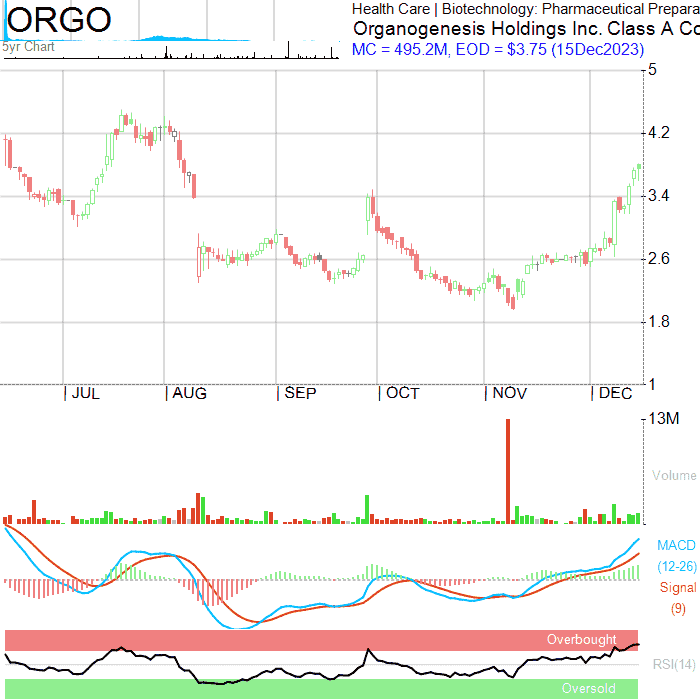 ORGO
5yr Chart
Health Care | Biotechnology: Pharmaceutical Prepara
Organogenesis Holdings Inc. Class A Co
MC = 495.2M, EOD = $3.75 (15Dec2023)
5
4.2
3.4
2.6
1.8
1
JUL
AUG
SEP
OCT
NOV
DEC
13M
Volume
MACD
(12-26)
Signal
(9)
Overbought
RSI(14)
Oversold